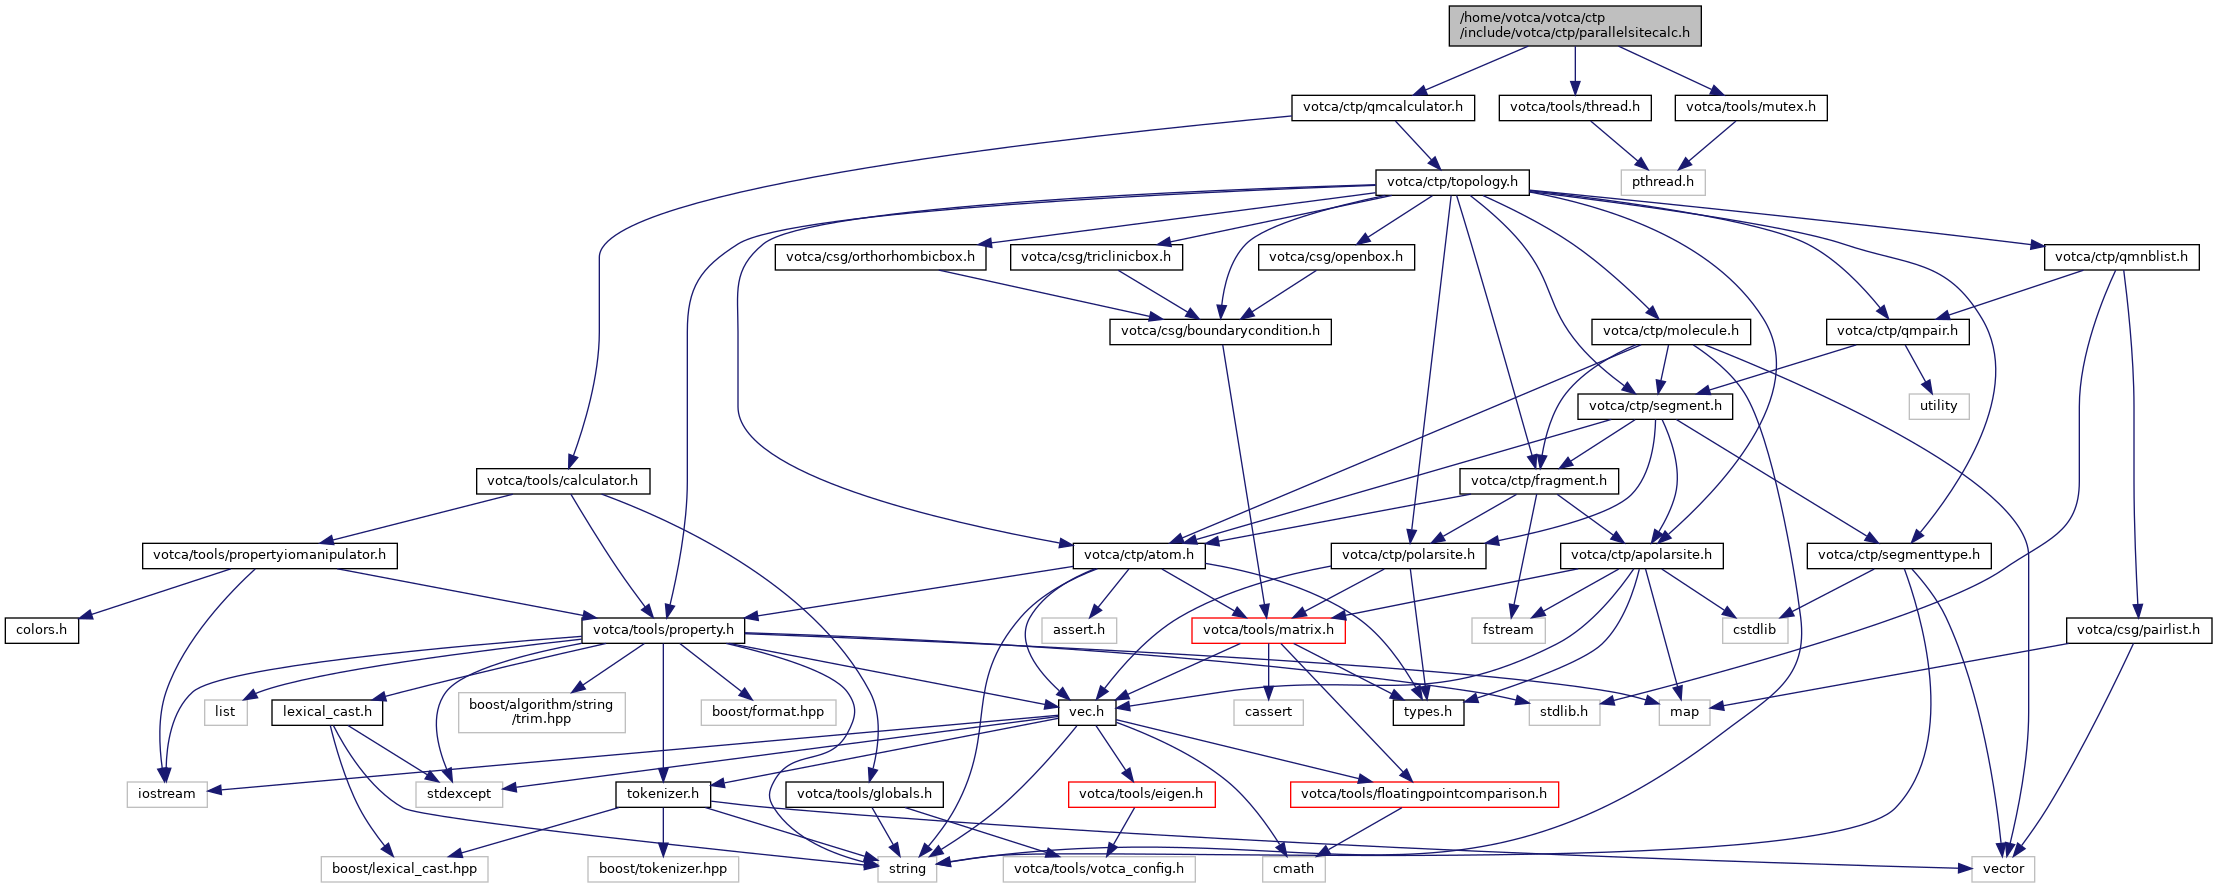 /home/votca/votca/ctp
/include/votca/ctp/parallelsitecalc.h
votca/ctp/qmcalculator.h
votca/tools/thread.h
votca/tools/mutex.h
votca/ctp/topology.h
pthread.h
votca/csg/orthorhombicbox.h
votca/csg/triclinicbox.h
votca/csg/openbox.h
votca/ctp/qmnblist.h
votca/csg/boundarycondition.h
votca/ctp/molecule.h
votca/ctp/qmpair.h
votca/ctp/segment.h
utility
votca/tools/calculator.h
votca/ctp/fragment.h
votca/tools/propertyiomanipulator.h
votca/ctp/atom.h
votca/ctp/polarsite.h
votca/ctp/apolarsite.h
votca/ctp/segmenttype.h
colors.h
votca/tools/property.h
assert.h
votca/tools/matrix.h
fstream
cstdlib
votca/csg/pairlist.h
list
lexical_cast.h
boost/algorithm/string
/trim.hpp
boost/format.hpp
vec.h
cassert
types.h
stdlib.h
map
iostream
stdexcept
tokenizer.h
votca/tools/globals.h
votca/tools/eigen.h
votca/tools/floatingpointcomparison.h
boost/lexical_cast.hpp
boost/tokenizer.hpp
string
votca/tools/votca_config.h
cmath
vector